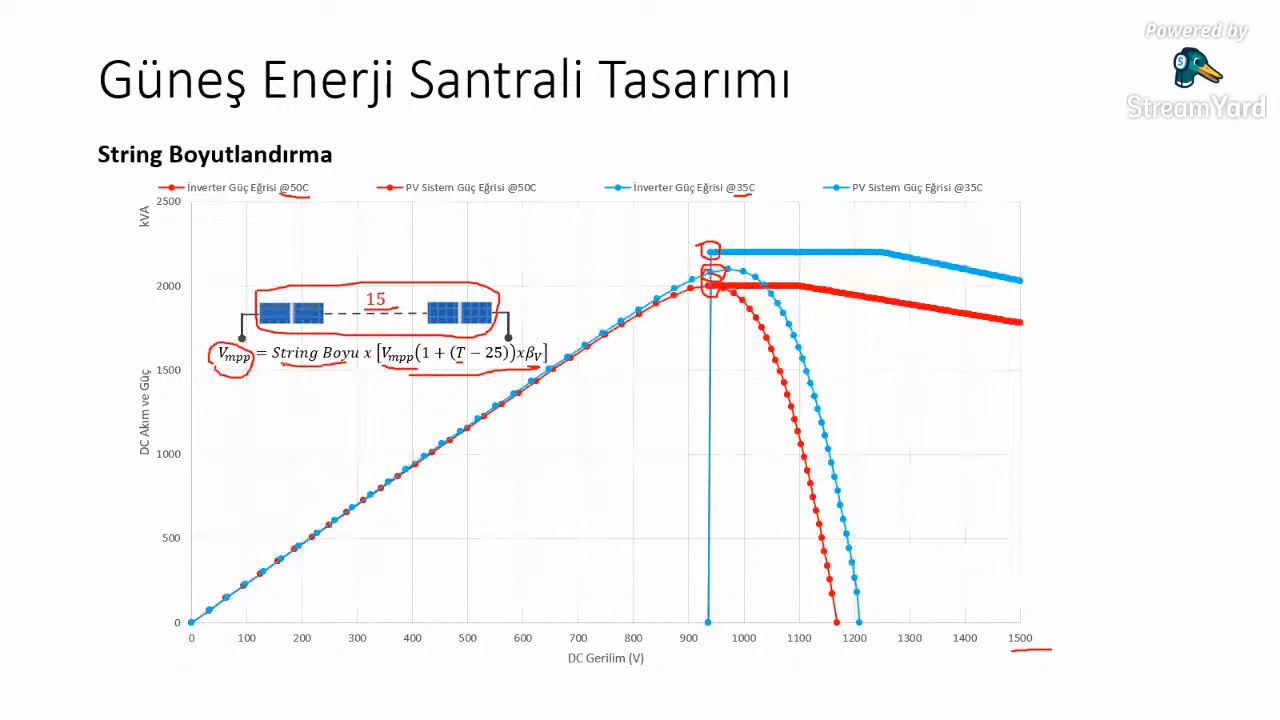 Powered by
StreamYard
Güneş Enerji Santrali Tasarımı
String Boyutlandırma
İnverter Güç Eğrisi @50C
PV Sistem Güç Eğrisi @50C
İnverter Güç Eğrisi @35C
PV Sistem Güç Eğrisi @35C
kVA
DC Akım ve Güç
2500
2000
1500
1000
500
0
15
V_mpp = String Boyu x [V_mpp(1 + (T − 25))xβ_V]
0 100 200 300 400 500 600 700 800 900 1000 1100 1200 1300 1400 1500
DC Gerilim (V)